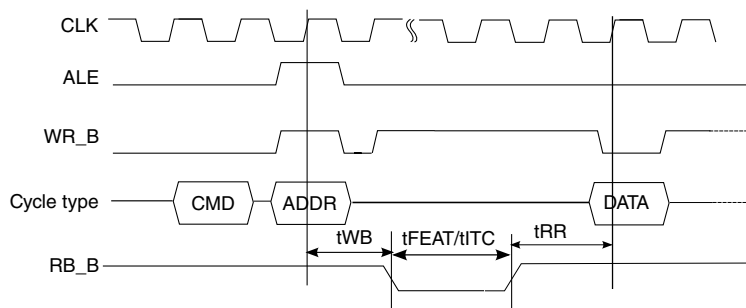 CLK
ALE
WR_B
Cycle type CMD ADDR DATA
tWB tFEAT/tITC tRR
RB_B